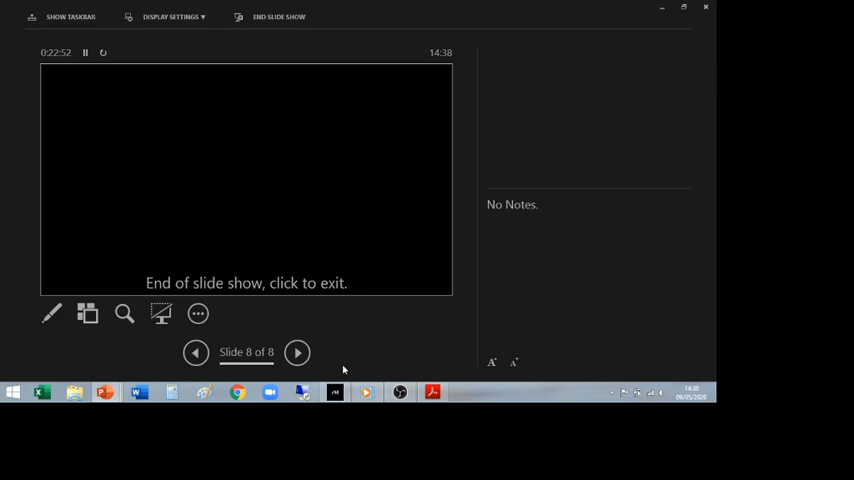 SHOW TASKBAR
DISPLAY SETTINGS
END SLIDE SHOW
0:22:52
14:38
No Notes.
End of slide show, click to exit.
Slide 8 of 8
A
A
14:38
09/05/2020